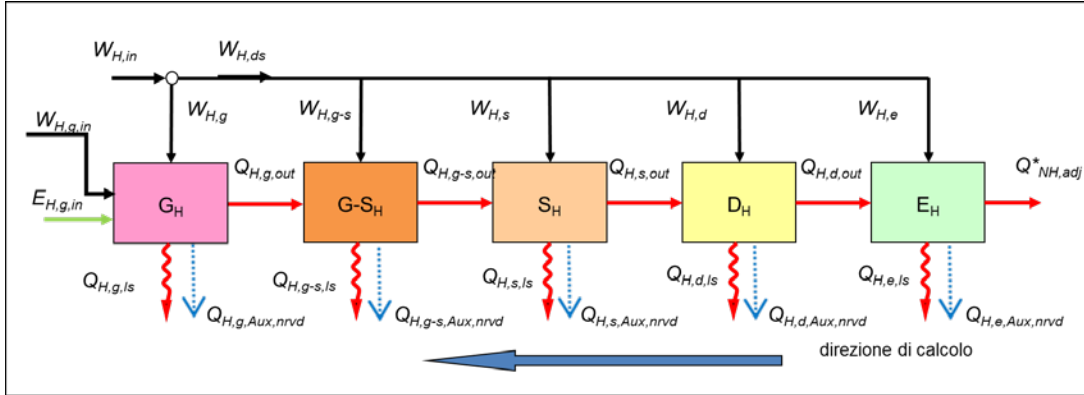 W_H,in W_H,ds
W_H,g W_H,g-s W_H,s W_H,d W_H,e
W_H,g,in
Q_H,g,out Q_H,g-s,out Q_H,s,out Q_H,d,out Q*_NH,adj
E_H,g,in
G_H G-S_H S_H D_H E_H
Q_H,g,ls Q_H,g-s,ls Q_H,s,ls Q_H,d,ls Q_H,e,ls
Q_H,g,Aux,nrvd Q_H,g-s,Aux,nrvd Q_H,s,Aux,nrvd Q_H,d,Aux,nrvd Q_H,e,Aux,nrvd
direzione di calcolo